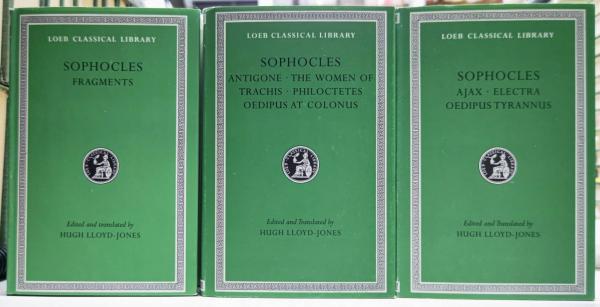 LOEB CLASSICAL LIBRARY
SOPHOCLES
FRAGMENTS
Edited and translated by
HUGH LLOYD-JONES
LOEB CLASSICAL LIBRARY
SOPHOCLES
ANTIGONE · THE WOMEN OF
TRACHIS · PHILOCTETES
OEDIPUS AT COLONUS
Edited and Translated by
HUGH LLOYD-JONES
LOEB CLASSICAL LIBRARY
SOPHOCLES
AJAX · ELECTRA
OEDIPUS TYRANNUS
Edited and Translated by
HUGH LLOYD-JONES